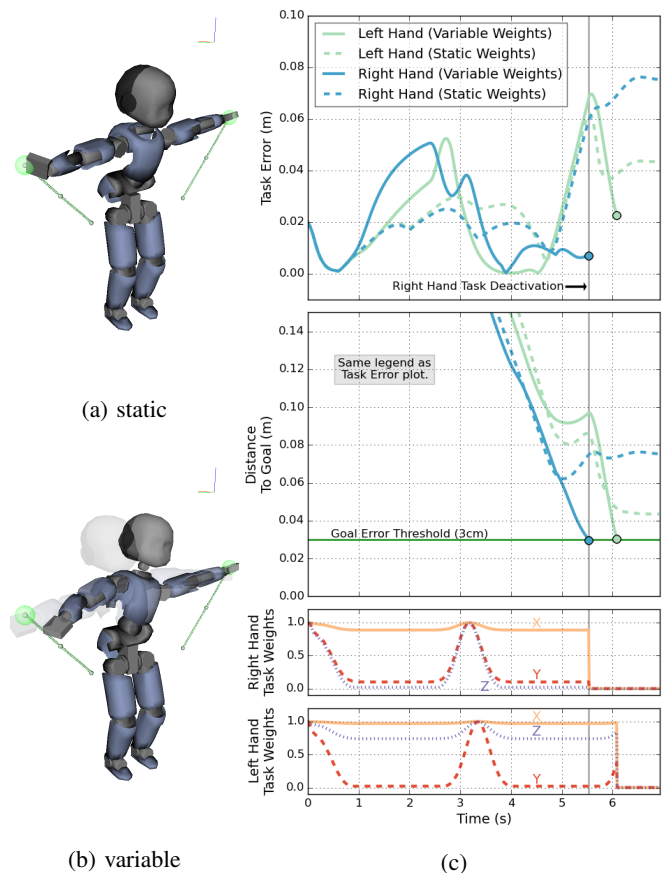 (a) static
(b) variable
0.10
0.08
0.06
0.04
0.02
0.00
Task Error (m)
Left Hand (Variable Weights)
Left Hand (Static Weights)
Right Hand (Variable Weights)
Right Hand (Static Weights)
Right Hand Task Deactivation
0.14
0.12
0.10
0.08
0.06
0.04
0.02
0.00
Distance
To Goal (m)
Same legend as
Task Error plot.
Goal Error Threshold (3cm)
Right Hand
Task Weights
1.0
0.5
0.0
X
Y
Z
Left Hand
Task Weights
1.0
0.5
0.0
X
Z
Y
0 1 2 3 4 5 6
Time (s)
(c)